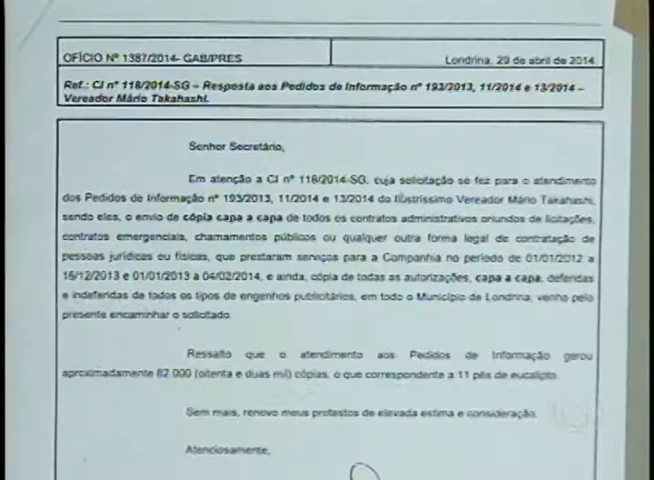 OFÍCIO Nº 1387/2014- GAB/PRES
Londrina, 29 de abril de 2014
Ref.: CI nº 118/2014-SG – Resposta aos Pedidos de Informação nº 193/2013, 11/2014 e 13/2014 –
Vereador Mário Takahashi.
Senhor Secretário,
Em atenção a CI nº 118/2014-SG, cuja solicitação se fez para o atendimento
dos Pedidos de Informação nº 193/2013, 11/2014 e 13/2014 do Ilustríssimo Vereador Mário Takahashi,
sendo eles, o envio de cópia capa a capa de todos os contratos administrativos oriundos de licitações,
contratos emergenciais, chamamentos públicos ou qualquer outra forma legal de contratação de
pessoas jurídicas ou físicas, que prestaram serviços para a Companhia no período de 01/01/2012 a
16/12/2013 e 01/01/2013 a 04/02/2014, e ainda, cópia de todas as autorizações, capa a capa, deferidas
e indeferidas de todos os tipos de engenhos publicitários, em todo o Município de Londrina, venho pelo
presente encaminhar o solicitado.
Ressalto que o atendimento aos Pedidos de Informação gerou
aproximadamente 82.000 (oitenta e duas mil) cópias, o que correspondente a 11 pés de eucalipto.
Sem mais, renovo meus protestos de elevada estima e consideração.
Atenciosamente,